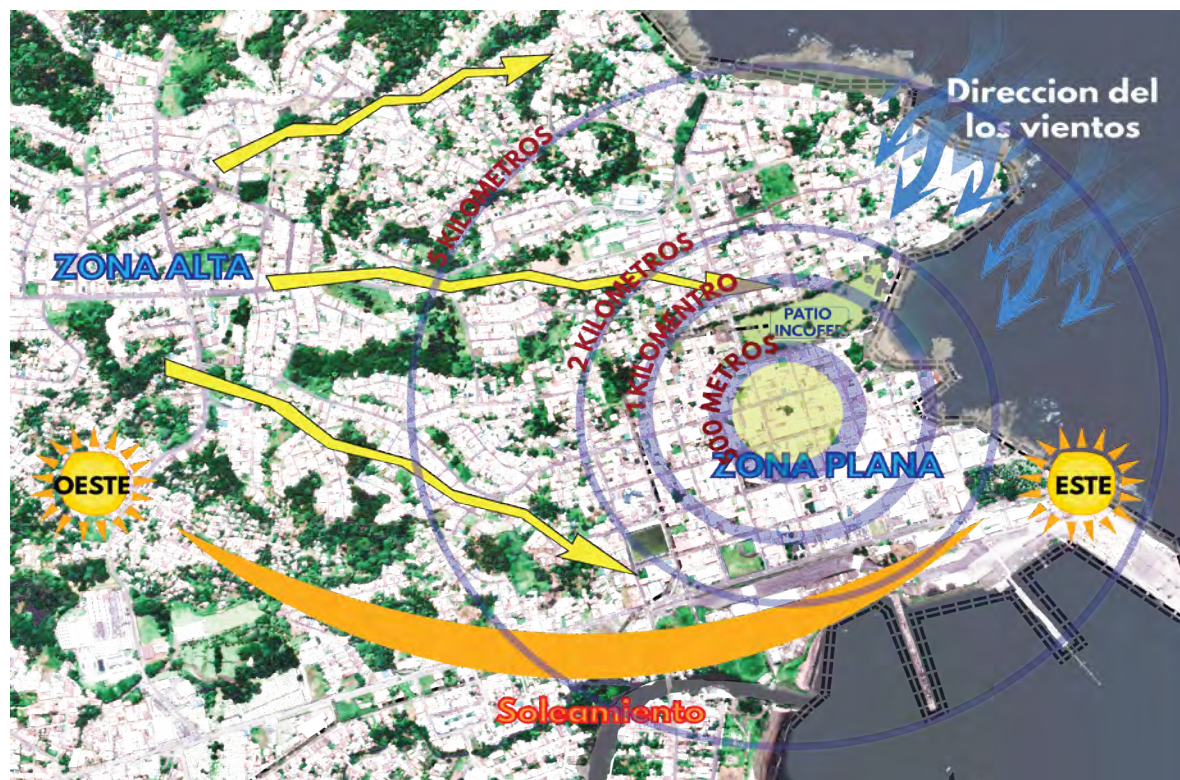 Direccion del
los vientos
5 KILOMETROS
ZONA ALTA
2 KILOMETROS
1 KILOMENTRO
PATIO
INCOFER
500 METROS
ZONA PLANA
OESTE
ESTE
Soleamiento